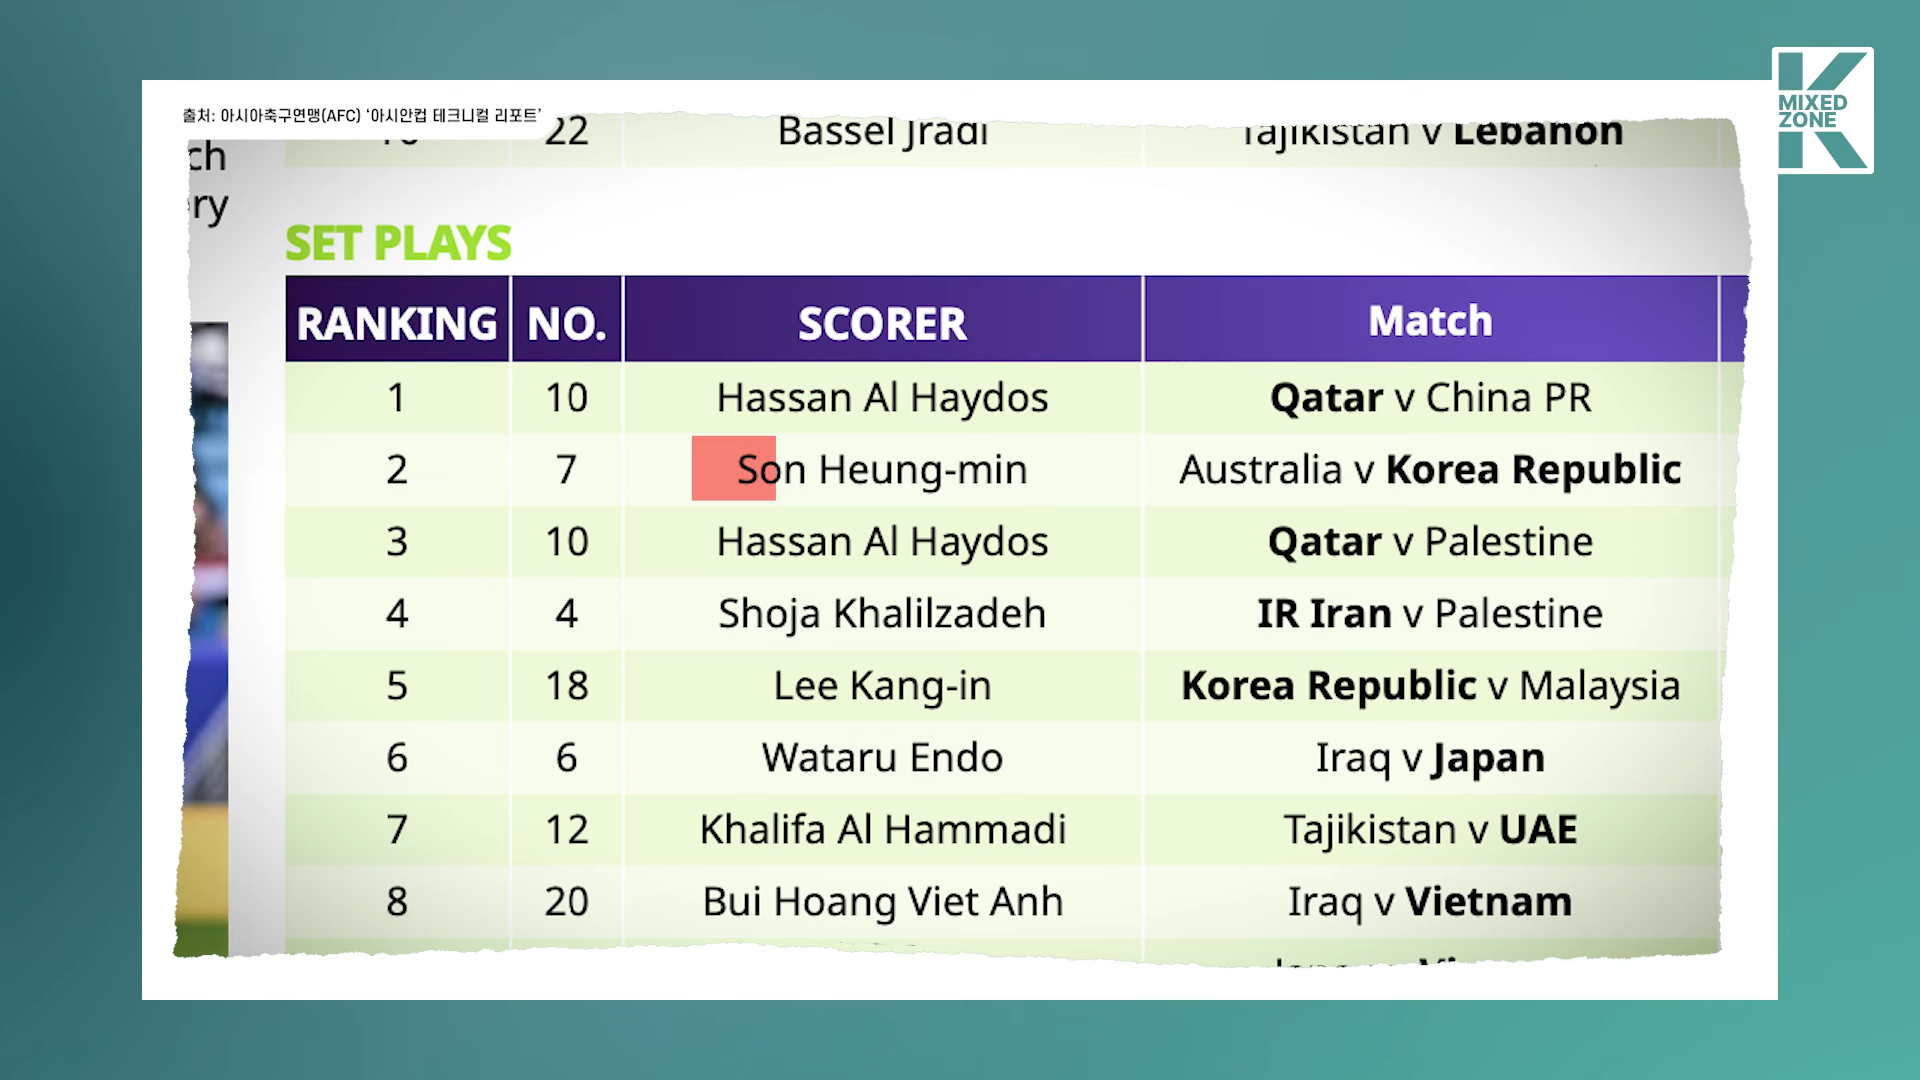 출처: 아시아축구연맹(AFC) ‘아시안컵 테크니컬 리포트’
MIXED
ZONE
22 Bassel Jradi Tajikistan v Lebanon
ch
ry
SET PLAYS
RANKING NO. SCORER Match
1 10 Hassan Al Haydos Qatar v China PR
2 7 Son Heung-min Australia v Korea Republic
3 10 Hassan Al Haydos Qatar v Palestine
4 4 Shoja Khalilzadeh IR Iran v Palestine
5 18 Lee Kang-in Korea Republic v Malaysia
6 6 Wataru Endo Iraq v Japan
7 12 Khalifa Al Hammadi Tajikistan v UAE
8 20 Bui Hoang Viet Anh Iraq v Vietnam